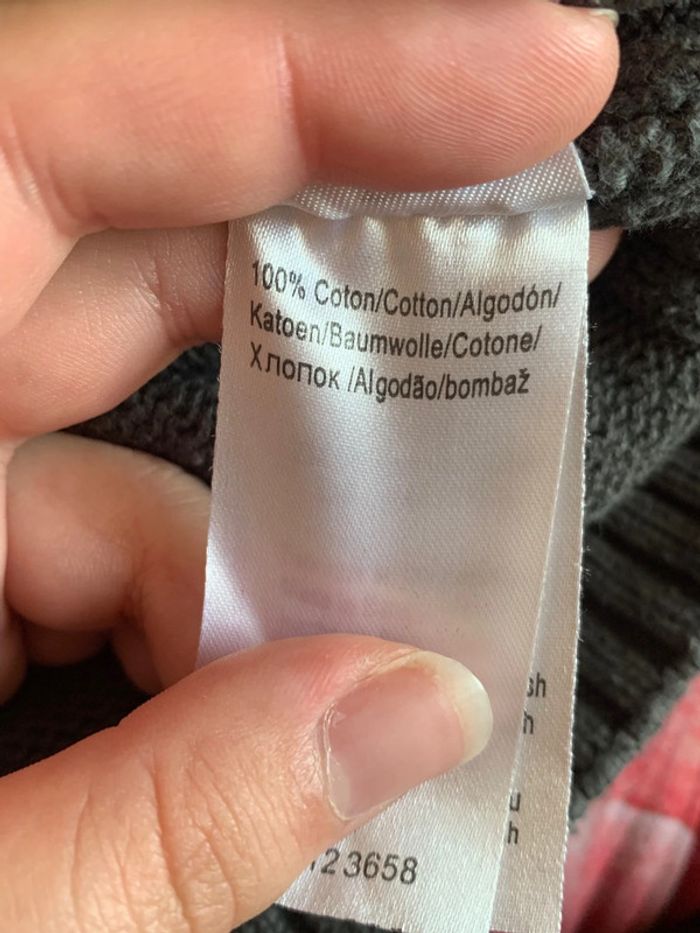 100% Coton/Cotton/Algodón/
Katoen/Baumwolle/Cotone/
Хлопок /Algodão/bombaž
23658